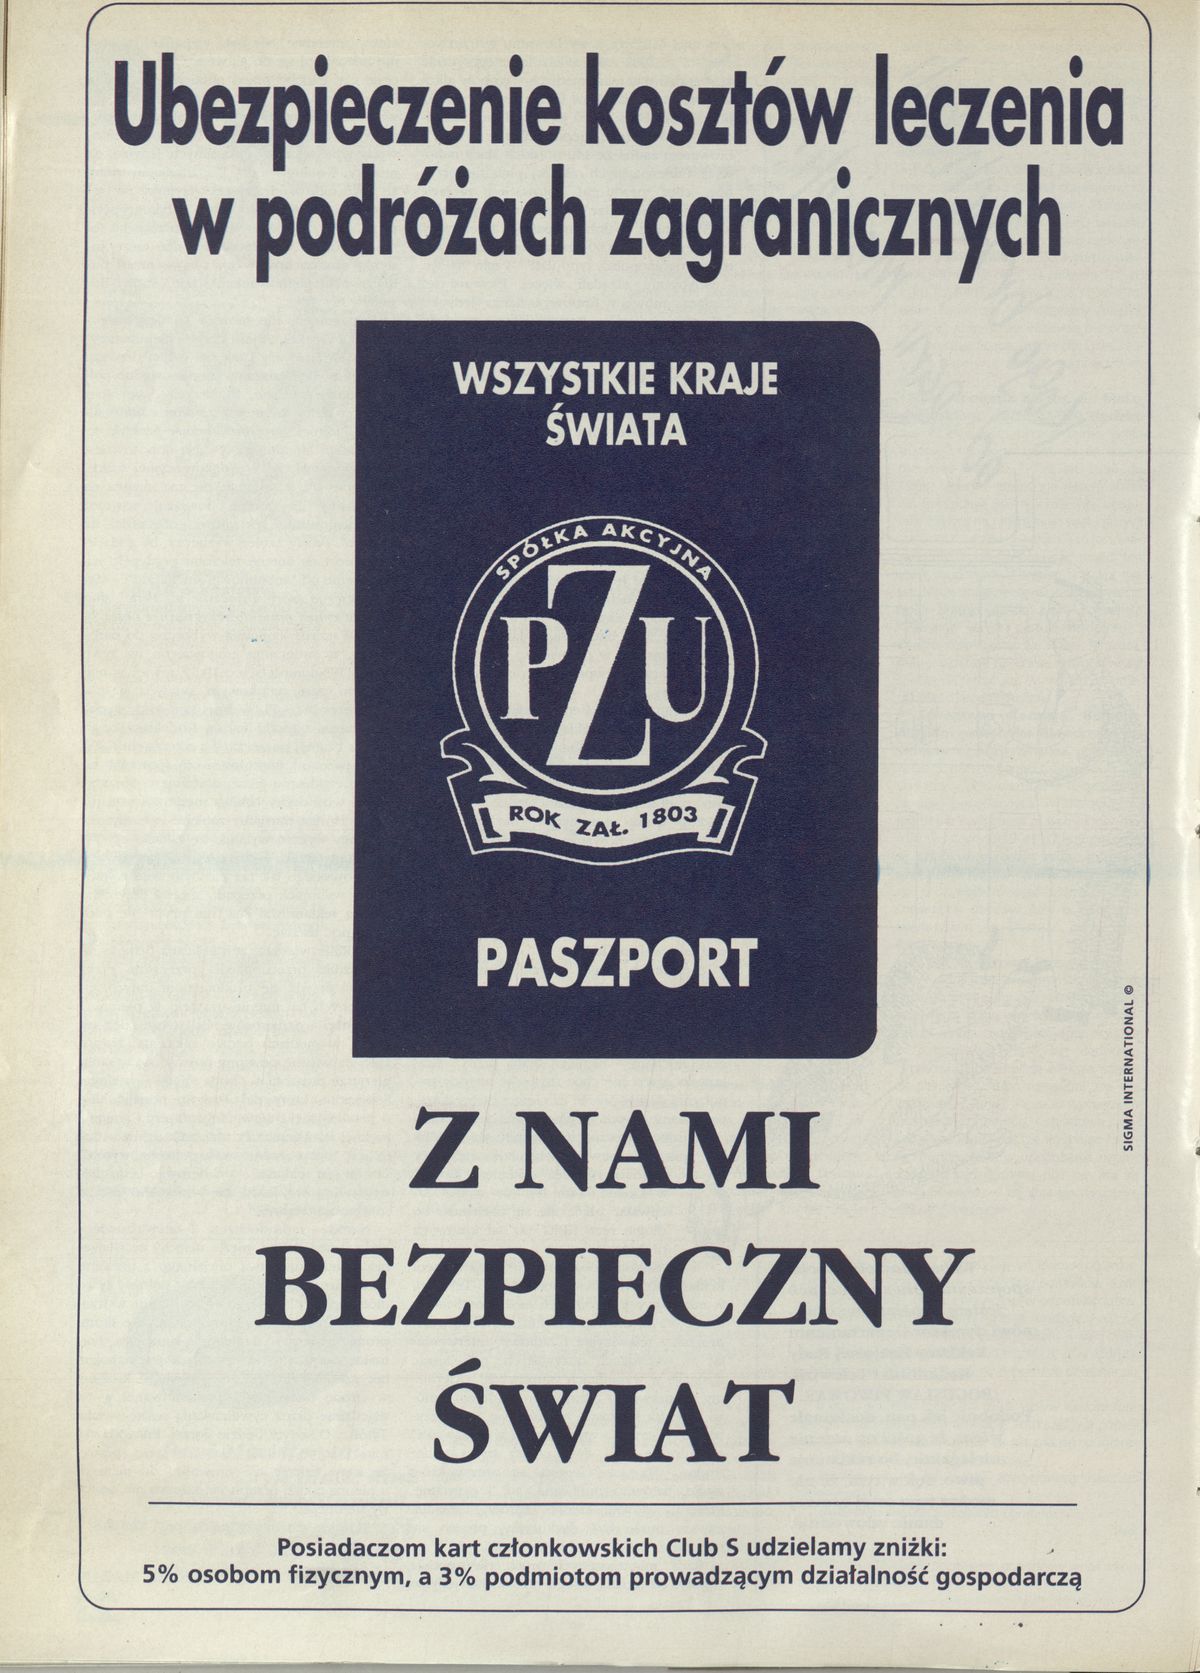 Ubezpieczenie kosztów leczenia
w podróżach zagranicznych
WSZYSTKIE KRAJE
ŚWIATA
SPÓŁKA AKCYJNA
PZU
ROK ZAŁ. 1803
PASZPORT
SIGMA INTERNATIONAL ©
Z NAMI
BEZPIECZNY
ŚWIAT
Posiadaczom kart członkowskich Club S udzielamy zniżki:
5% osobom fizycznym, a 3% podmiotom prowadzącym działalność gospodarczą